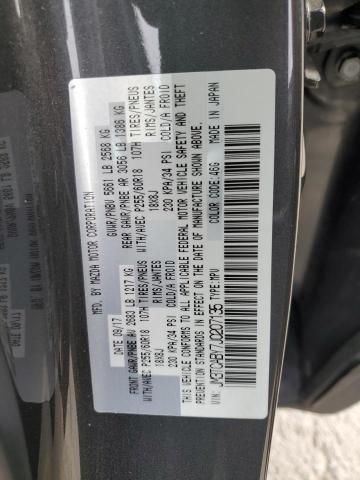 MFD. BY MAZDA MOTOR CORPORATION
DATE 09/17 GVWR/PNBV 5661 LB 2568 KG
FRONT GAWR/PNBE AV 2683 LB 1217 KG REAR GAWR/PNBE AR 3056 LB 1386 KG
WITH/AVEC P255/60R18 107H TIRES/PNEUS WITH/AVEC P255/60R18 107H TIRES/PNEUS
18X8J RIMS/JANTES 18X8J RIMS/JANTES
230 KPA/34 PSI COLD/A FROID 230 KPA/34 PSI COLD/A FROID
THIS VEHICLE CONFORMS TO ALL APPLICABLE FEDERAL MOTOR VEHICLE SAFETY AND THEFT
PREVENTION STANDARDS IN EFFECT ON THE DATE OF MANUFACTURE SHOWN ABOVE.
TYPE:MPV COLOR CODE:46G MADE IN JAPAN
VIN: JM3TCABY7J0207135